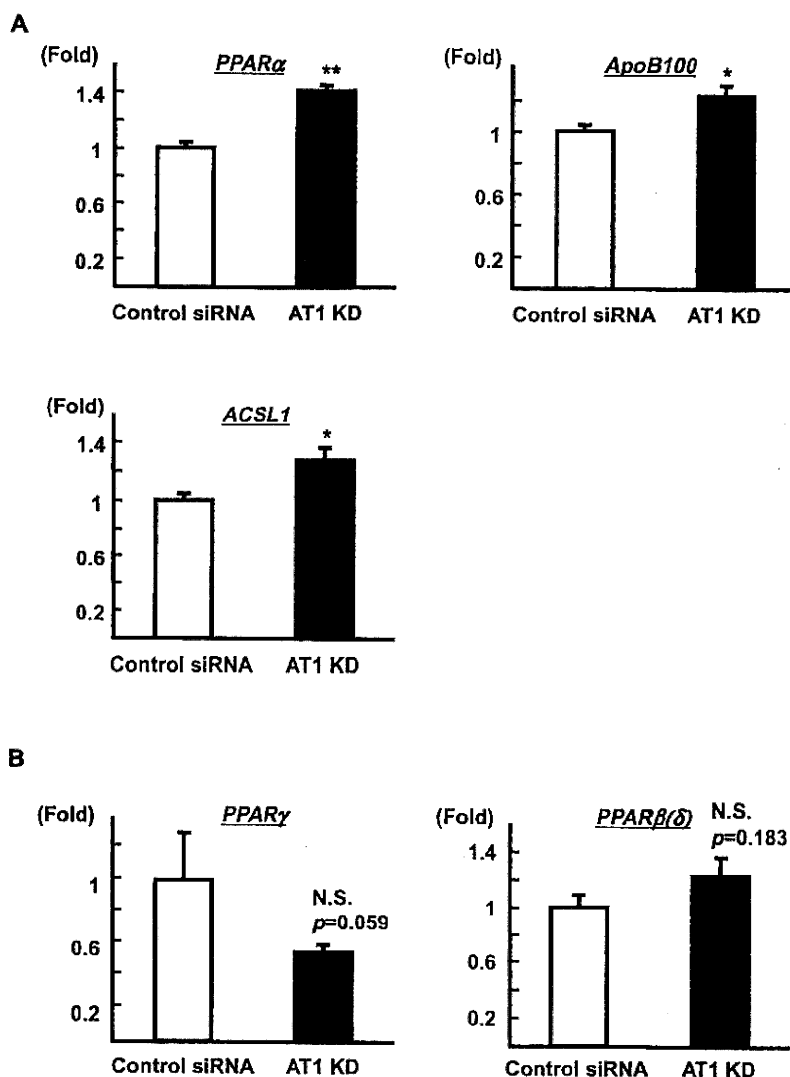 A
(Fold)
PPARα
**
1.4
1
0.6
0.2
Control siRNA AT1 KD
(Fold)
ApoB100
*
1.4
1
0.6
0.2
Control siRNA AT1 KD
(Fold)
ACSL1
*
1.4
1
0.6
0.2
Control siRNA AT1 KD
B
(Fold)
PPARγ
N.S.
p=0.059
1
0.6
0.2
Control siRNA AT1 KD
(Fold)
PPARβ(δ)
N.S.
p=0.183
1.4
1
0.6
0.2
Control siRNA AT1 KD